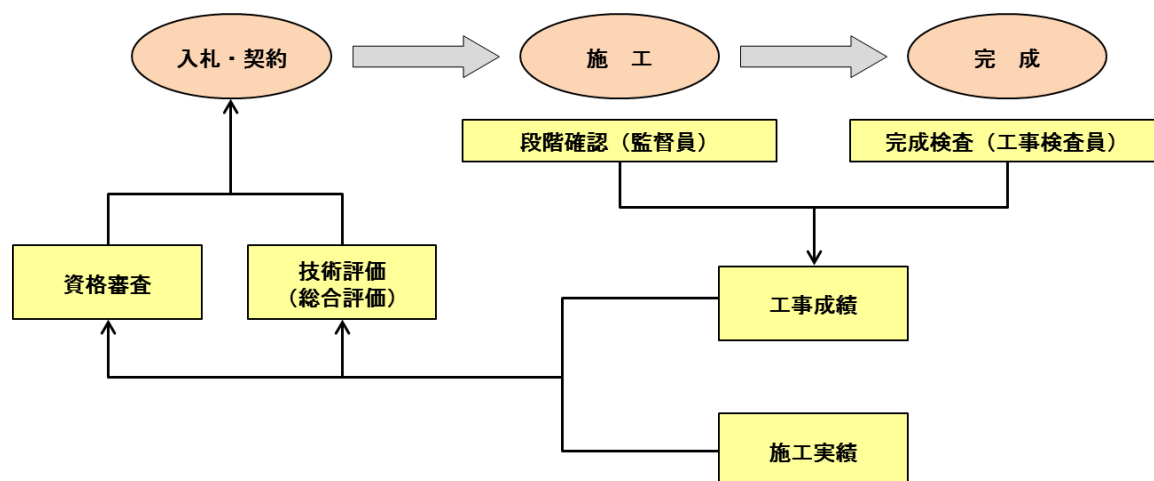 入札・契約
施　工
完　成
段階確認（監督員）
完成検査（工事検査員）
資格審査
技術評価
（総合評価）
工事成績
施工実績